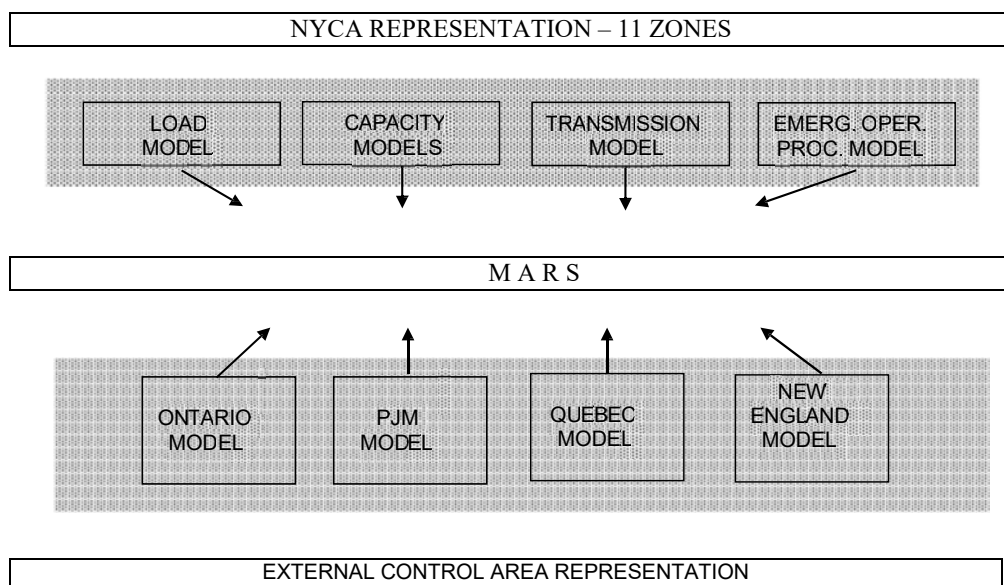 NYCA REPRESENTATION – 11 ZONES
LOAD
MODEL
CAPACITY
MODELS
TRANSMISSION
MODEL
EMERG. OPER.
PROC. MODEL
M A R S
ONTARIO
MODEL
PJM
MODEL
QUEBEC
MODEL
NEW
ENGLAND
MODEL
EXTERNAL CONTROL AREA REPRESENTATION